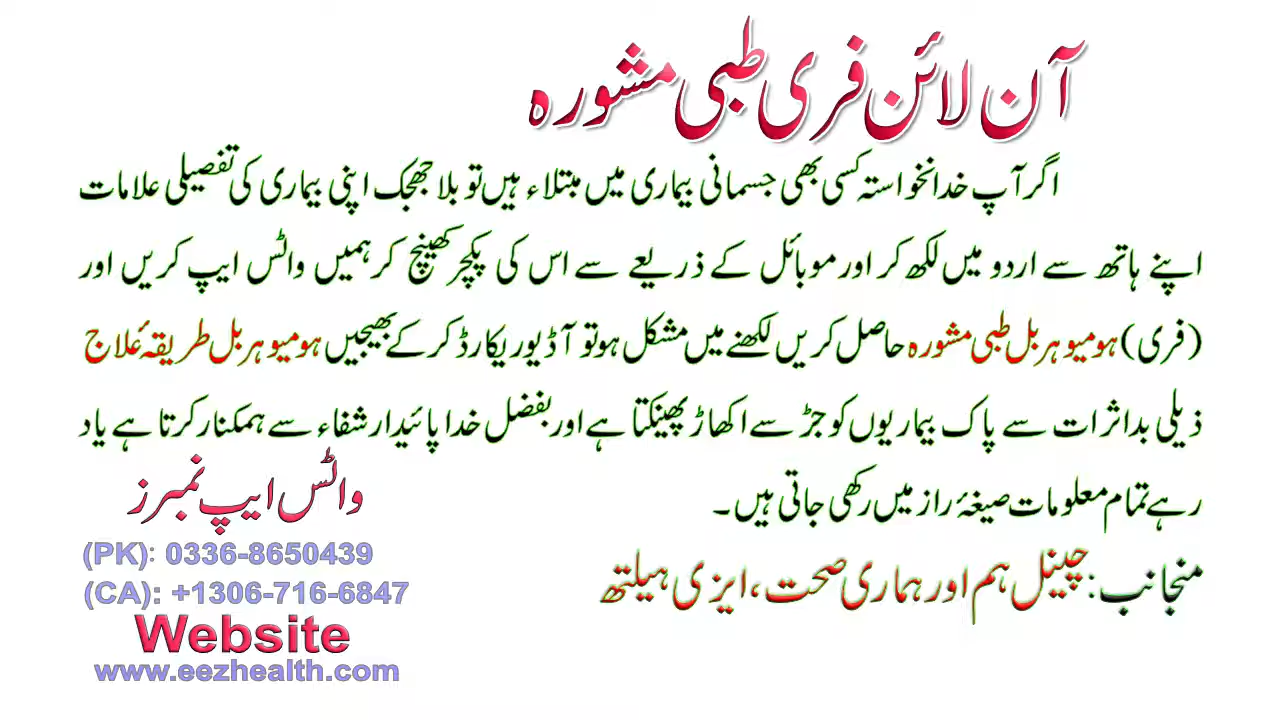 آن لائن فری طبی مشورہ
اگر آپ خدانخواستہ کسی بھی جسمانی بیماری میں مبتلاء ہیں تو بلا جھجک اپنی بیماری کی تفصیلی علامات
اپنے ہاتھ سے اردو میں لکھ کر اور موبائل کے ذریعے سے اس کی پکچر کھینچ کر ہمیں واٹس ایپ کریں اور
(فری) ہومیو ہربل طبی مشورہ حاصل کریں لکھنے میں مشکل ہو تو آڈیو ریکارڈ کر کے بھیجیں ہومیو ہربل طریقۂ علاج
ذیلی بداثرات سے پاک بیماریوں کو جڑ سے اکھاڑ پھینکتا ہے اور بفضل خدا پائیدار شفاء سے ہمکنار کرتا ہے یاد
رہے تمام معلومات صیغۂ راز میں رکھی جاتی ہیں۔
منجانب: چینل ہم اور ہماری صحت، ایزی ہیلتھ
واٹس ایپ نمبرز
(PK): 0336-8650439
(CA): +1306-716-6847
Website
www.eezhealth.com